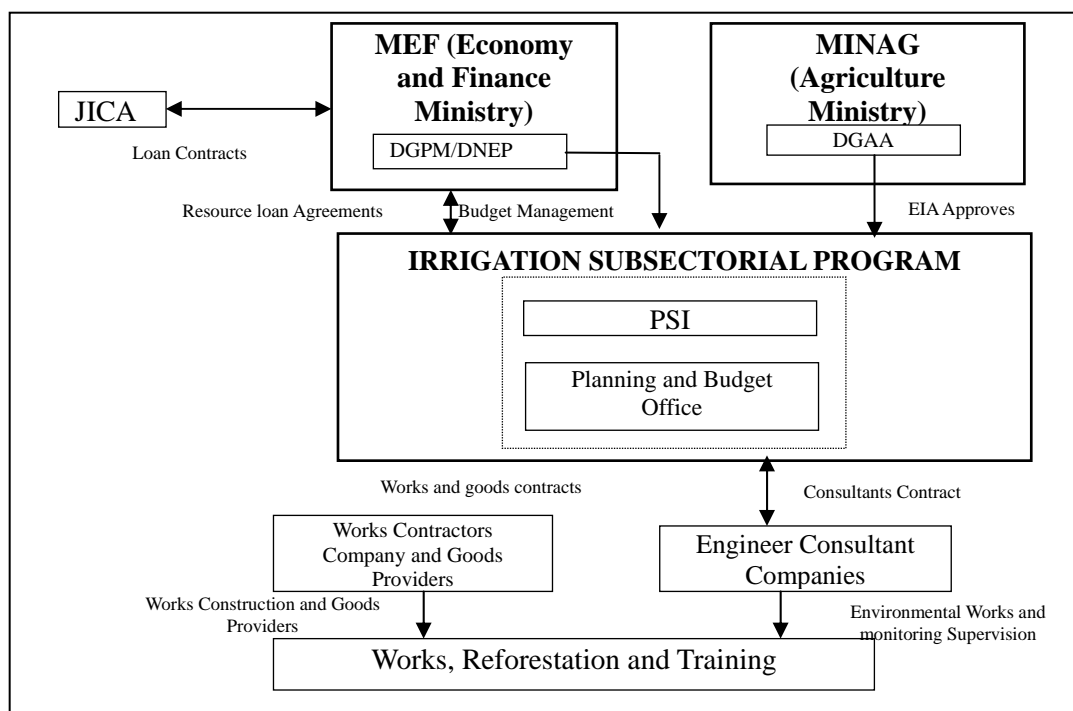 MEF (Economy
and Finance
Ministry)
MINAG
(Agriculture
Ministry)
JICA
DGPM/DNEP
DGAA
Loan Contracts
Resource loan Agreements
Budget Management
EIA Approves
IRRIGATION SUBSECTORIAL PROGRAM
PSI
Planning and Budget
Office
Works and goods contracts
Consultants Contract
Works Contractors
Company and Goods
Providers
Engineer Consultant
Companies
Works Construction and Goods
Providers
Environmental Works and
monitoring Supervision
Works, Reforestation and Training